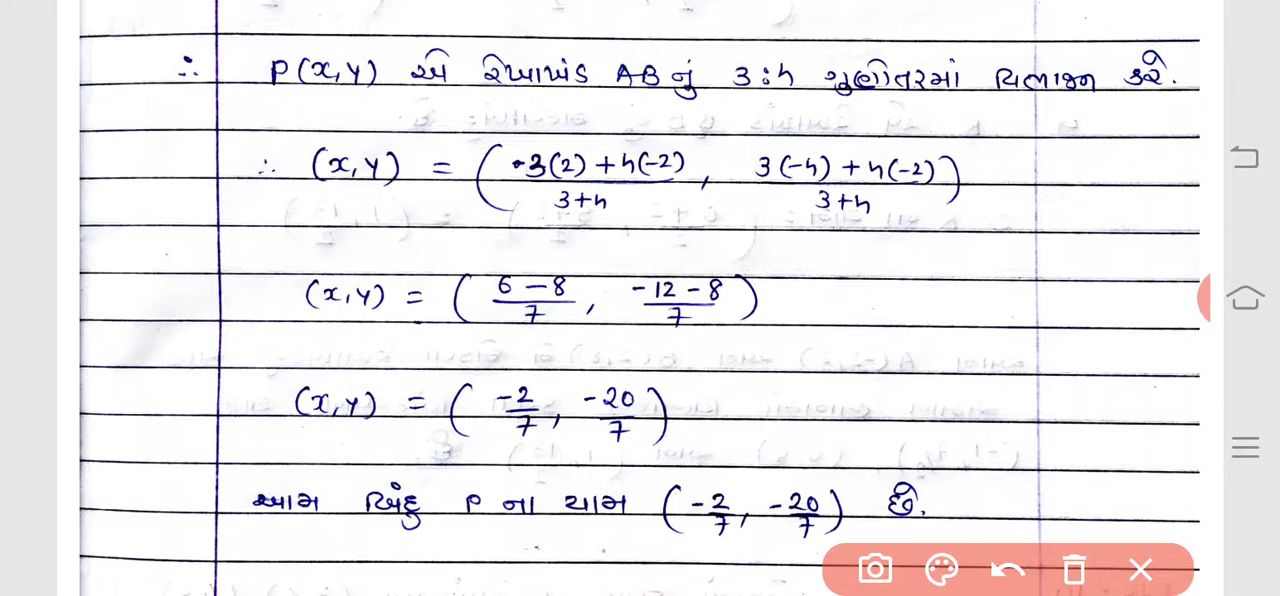 ∴ P(x,y) એ રેખાખંડ AB નું 3:4 ગુણોત્તરમાં વિભાજન કરે.
∴ (x,y) = ( 3(2) + 4(-2) / 3+4 , 3(-4) + 4(-2) / 3+4 )
(x,y) = ( 6 - 8 / 7 , -12 - 8 / 7 )
(x,y) = ( -2/7 , -20/7 )
આમ બિંદુ P ના યામ ( -2/7 , -20/7 ) છે.